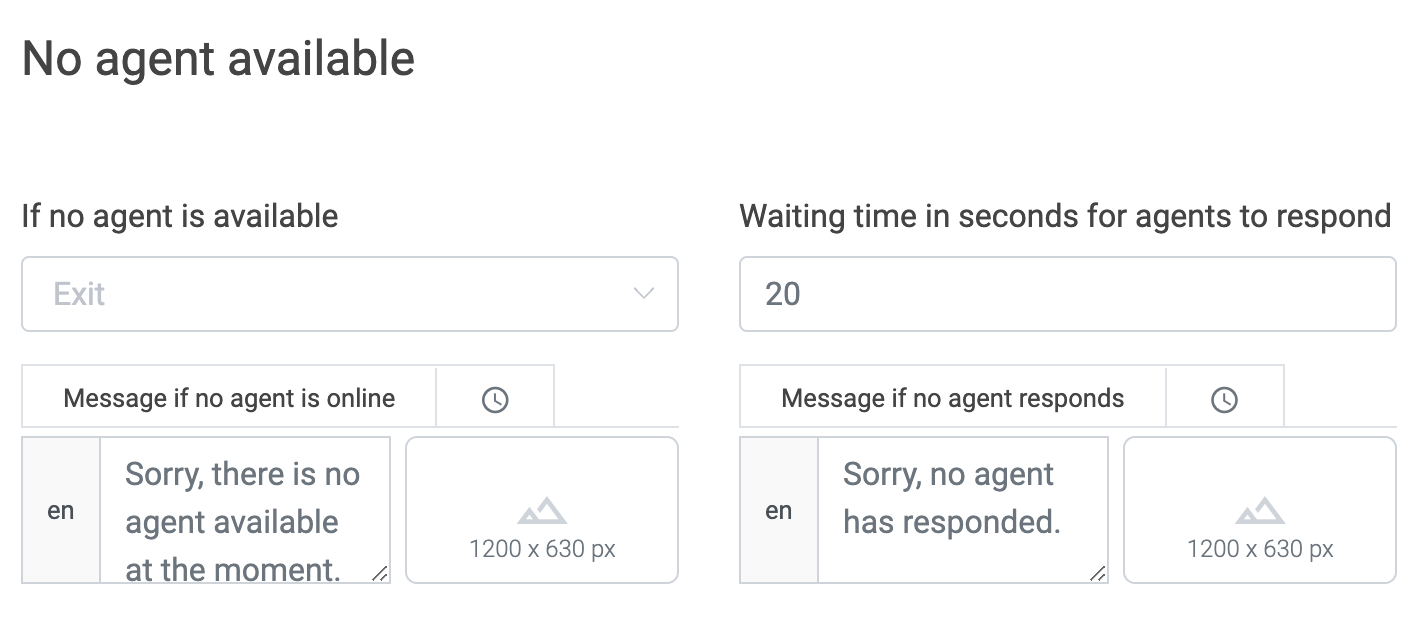 No agent available
If no agent is available
Waiting time in seconds for agents to respond
Exit
20
Message if no agent is online
Message if no agent responds
en
Sorry, there is no
agent available
at the moment.
1200 x 630 px
en
Sorry, no agent
has responded.
1200 x 630 px